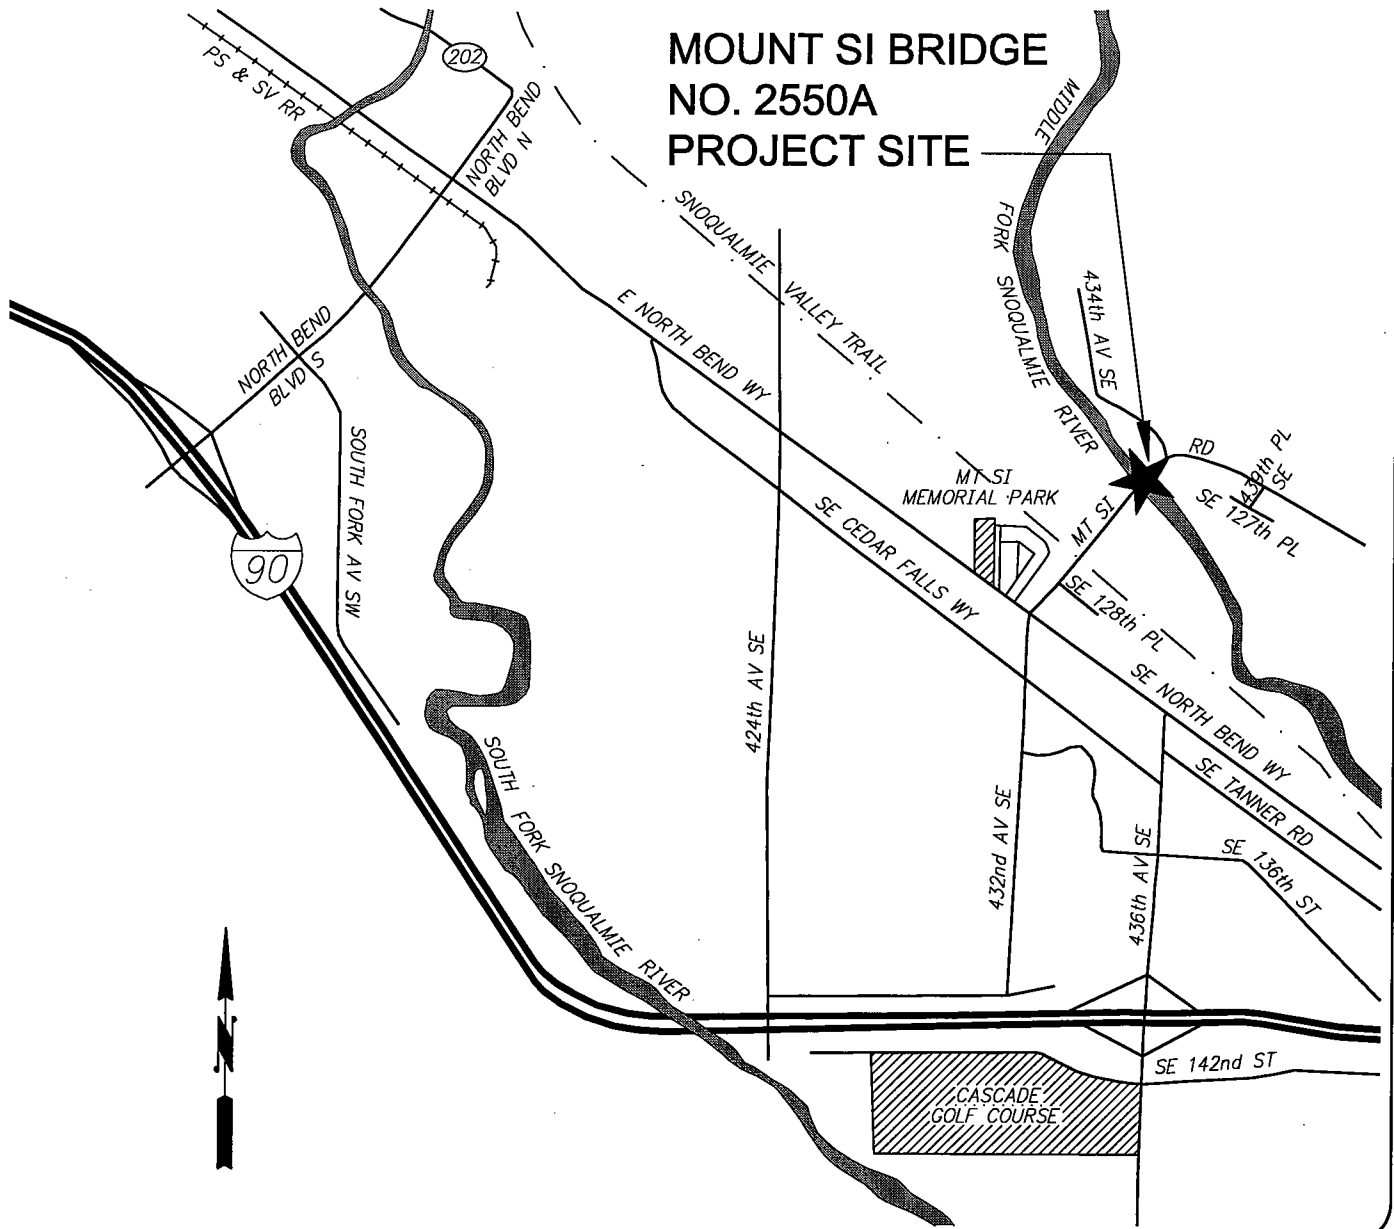 MOUNT SI BRIDGE
NO. 2550A
PROJECT SITE
202
PS & SV RR
NORTH BEND
BLVD N
MIDDLE
FORK SNOQUALMIE RIVER
SNOQUALMIE VALLEY TRAIL
434th AV SE
E NORTH BEND WY
NORTH BEND
BLVD S
SOUTH FORK AV SW
90
MT SI
MEMORIAL PARK
MT SI
RD
439th PL
SE
SE 127th PL
SE CEDAR FALLS WY
SE 128th PL
424th AV SE
SE NORTH BEND WY
SE TANNER RD
432nd AV SE
436th AV SE
SE 136th ST
SOUTH FORK SNOQUALMIE RIVER
N
SE 142nd ST
CASCADE
GOLF COURSE